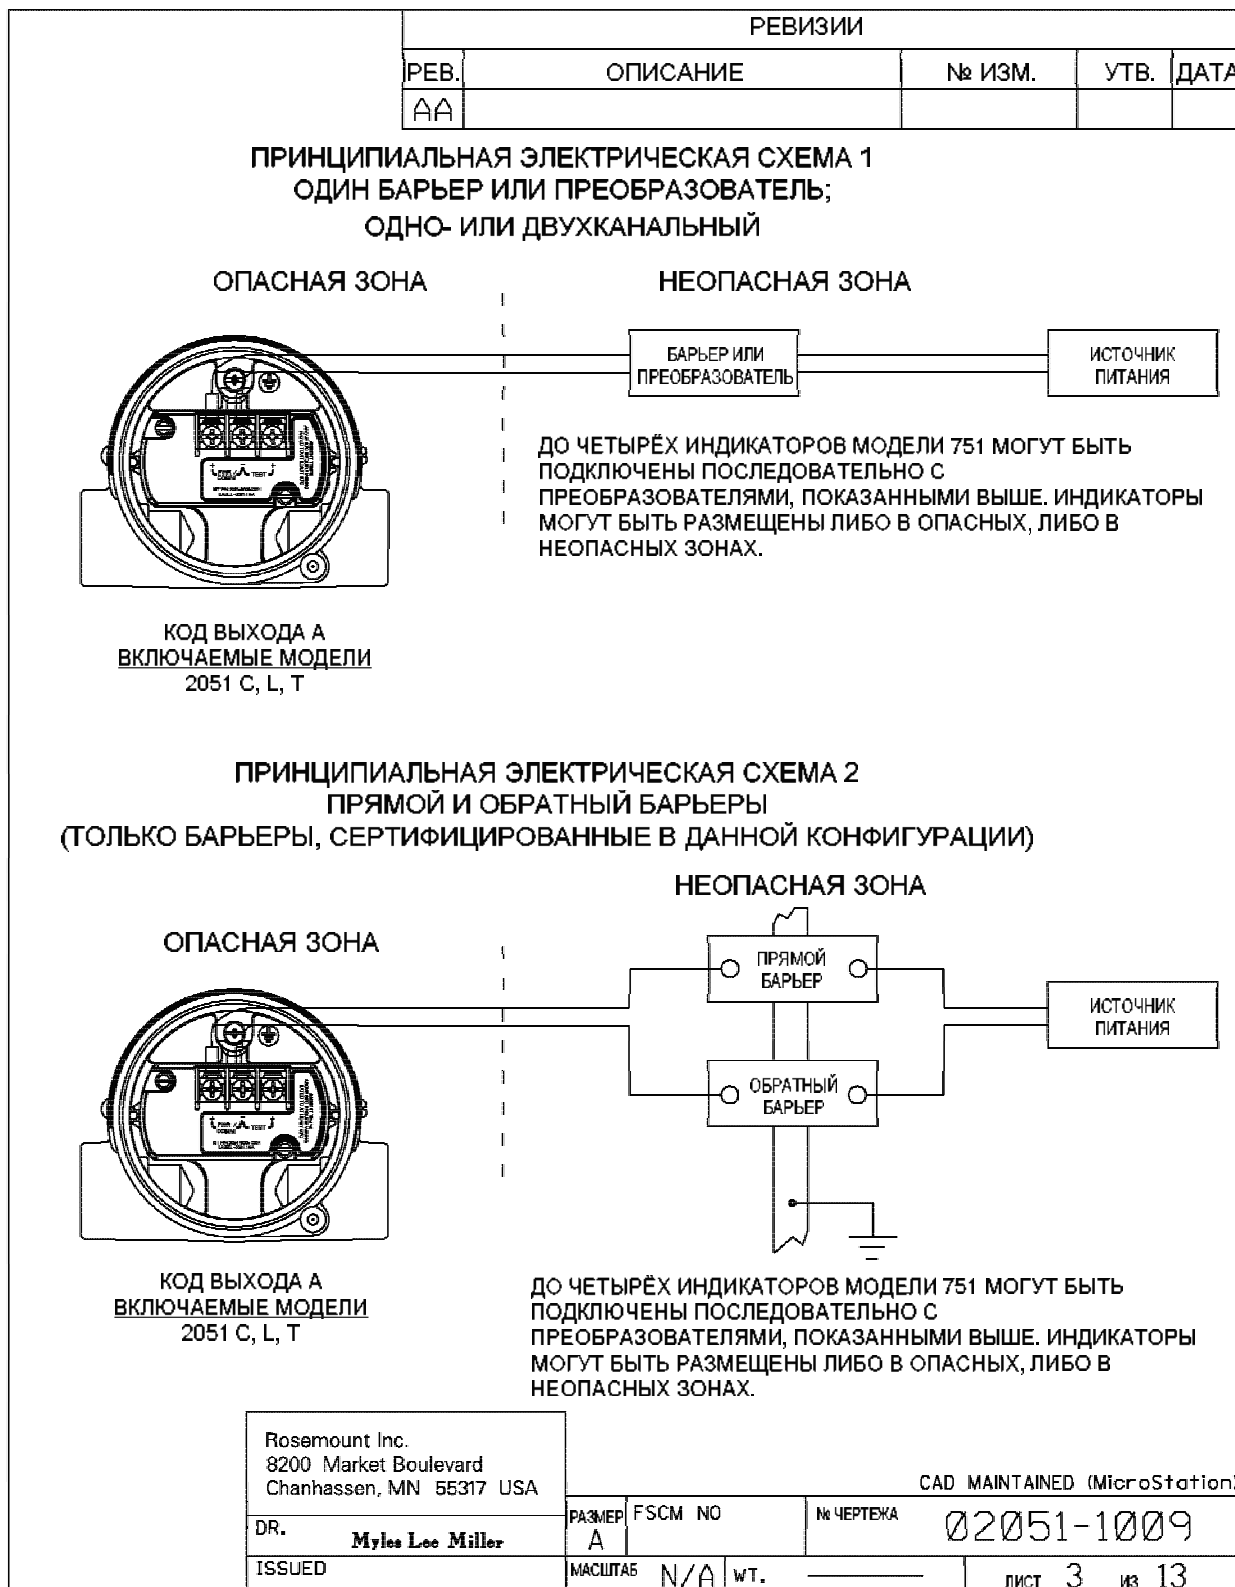 РЕВИЗИИ
РЕВ. ОПИСАНИЕ № ИЗМ. УТВ. ДАТА
AA
ПРИНЦИПИАЛЬНАЯ ЭЛЕКТРИЧЕСКАЯ СХЕМА 1
ОДИН БАРЬЕР ИЛИ ПРЕОБРАЗОВАТЕЛЬ;
ОДНО- ИЛИ ДВУХКАНАЛЬНЫЙ
ОПАСНАЯ ЗОНА НЕОПАСНАЯ ЗОНА
БАРЬЕР ИЛИ
ПРЕОБРАЗОВАТЕЛЬ
ИСТОЧНИК
ПИТАНИЯ
TEST
ДО ЧЕТЫРЁХ ИНДИКАТОРОВ МОДЕЛИ 751 МОГУТ БЫТЬ
ПОДКЛЮЧЕНЫ ПОСЛЕДОВАТЕЛЬНО С
ПРЕОБРАЗОВАТЕЛЯМИ, ПОКАЗАННЫМИ ВЫШЕ. ИНДИКАТОРЫ
МОГУТ БЫТЬ РАЗМЕЩЕНЫ ЛИБО В ОПАСНЫХ, ЛИБО В
НЕОПАСНЫХ ЗОНАХ.
КОД ВЫХОДА А
ВКЛЮЧАЕМЫЕ МОДЕЛИ
2051 C, L, T
ПРИНЦИПИАЛЬНАЯ ЭЛЕКТРИЧЕСКАЯ СХЕМА 2
ПРЯМОЙ И ОБРАТНЫЙ БАРЬЕРЫ
(ТОЛЬКО БАРЬЕРЫ, СЕРТИФИЦИРОВАННЫЕ В ДАННОЙ КОНФИГУРАЦИИ)
НЕОПАСНАЯ ЗОНА
ОПАСНАЯ ЗОНА
ПРЯМОЙ
БАРЬЕР
ИСТОЧНИК
ПИТАНИЯ
ОБРАТНЫЙ
БАРЬЕР
TEST
КОД ВЫХОДА А
ВКЛЮЧАЕМЫЕ МОДЕЛИ
2051 C, L, T
ДО ЧЕТЫРЁХ ИНДИКАТОРОВ МОДЕЛИ 751 МОГУТ БЫТЬ
ПОДКЛЮЧЕНЫ ПОСЛЕДОВАТЕЛЬНО С
ПРЕОБРАЗОВАТЕЛЯМИ, ПОКАЗАННЫМИ ВЫШЕ. ИНДИКАТОРЫ
МОГУТ БЫТЬ РАЗМЕЩЕНЫ ЛИБО В ОПАСНЫХ, ЛИБО В
НЕОПАСНЫХ ЗОНАХ.
Rosemount Inc.
8200 Market Boulevard
Chanhassen, MN 55317 USA
CAD MAINTAINED (MicroStation)
DR. Myles Lee Miller
РАЗМЕР A
FSCM NO
№ ЧЕРТЕЖА 02051-1009
ISSUED
МАСШТАБ N/A WT.
ЛИСТ 3 ИЗ 13